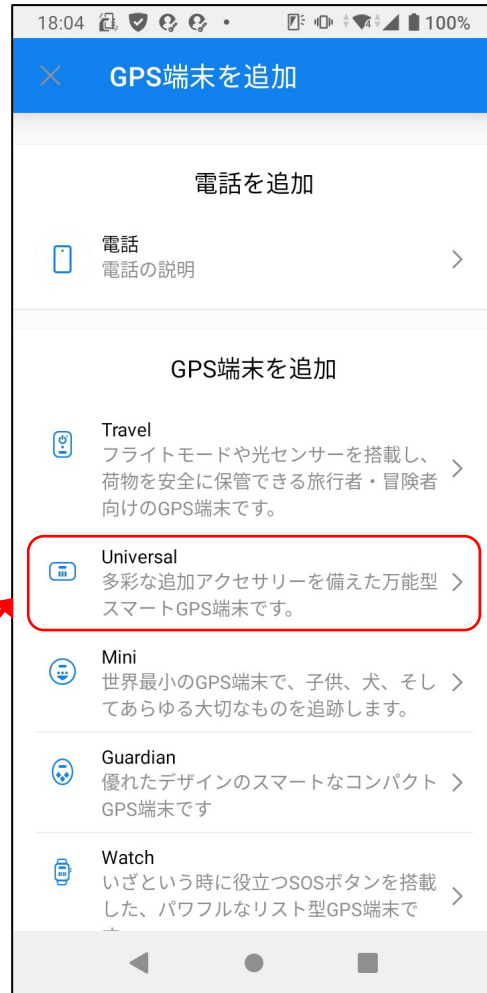 18:04 100%
GPS端末を追加
電話を追加
電話
電話の説明
GPS端末を追加
Travel
フライトモードや光センサーを搭載し、
荷物を安全に保管できる旅行者・冒険者
向けのGPS端末です。
Universal
多彩な追加アクセサリーを備えた万能型
スマートGPS端末です。
Mini
世界最小のGPS端末で、子供、犬、そし
てあらゆる大切なものを追跡します。
Guardian
優れたデザインのスマートなコンパクト
GPS端末です
Watch
いざという時に役立つSOSボタンを搭載
した、パワフルなリスト型GPS端末で